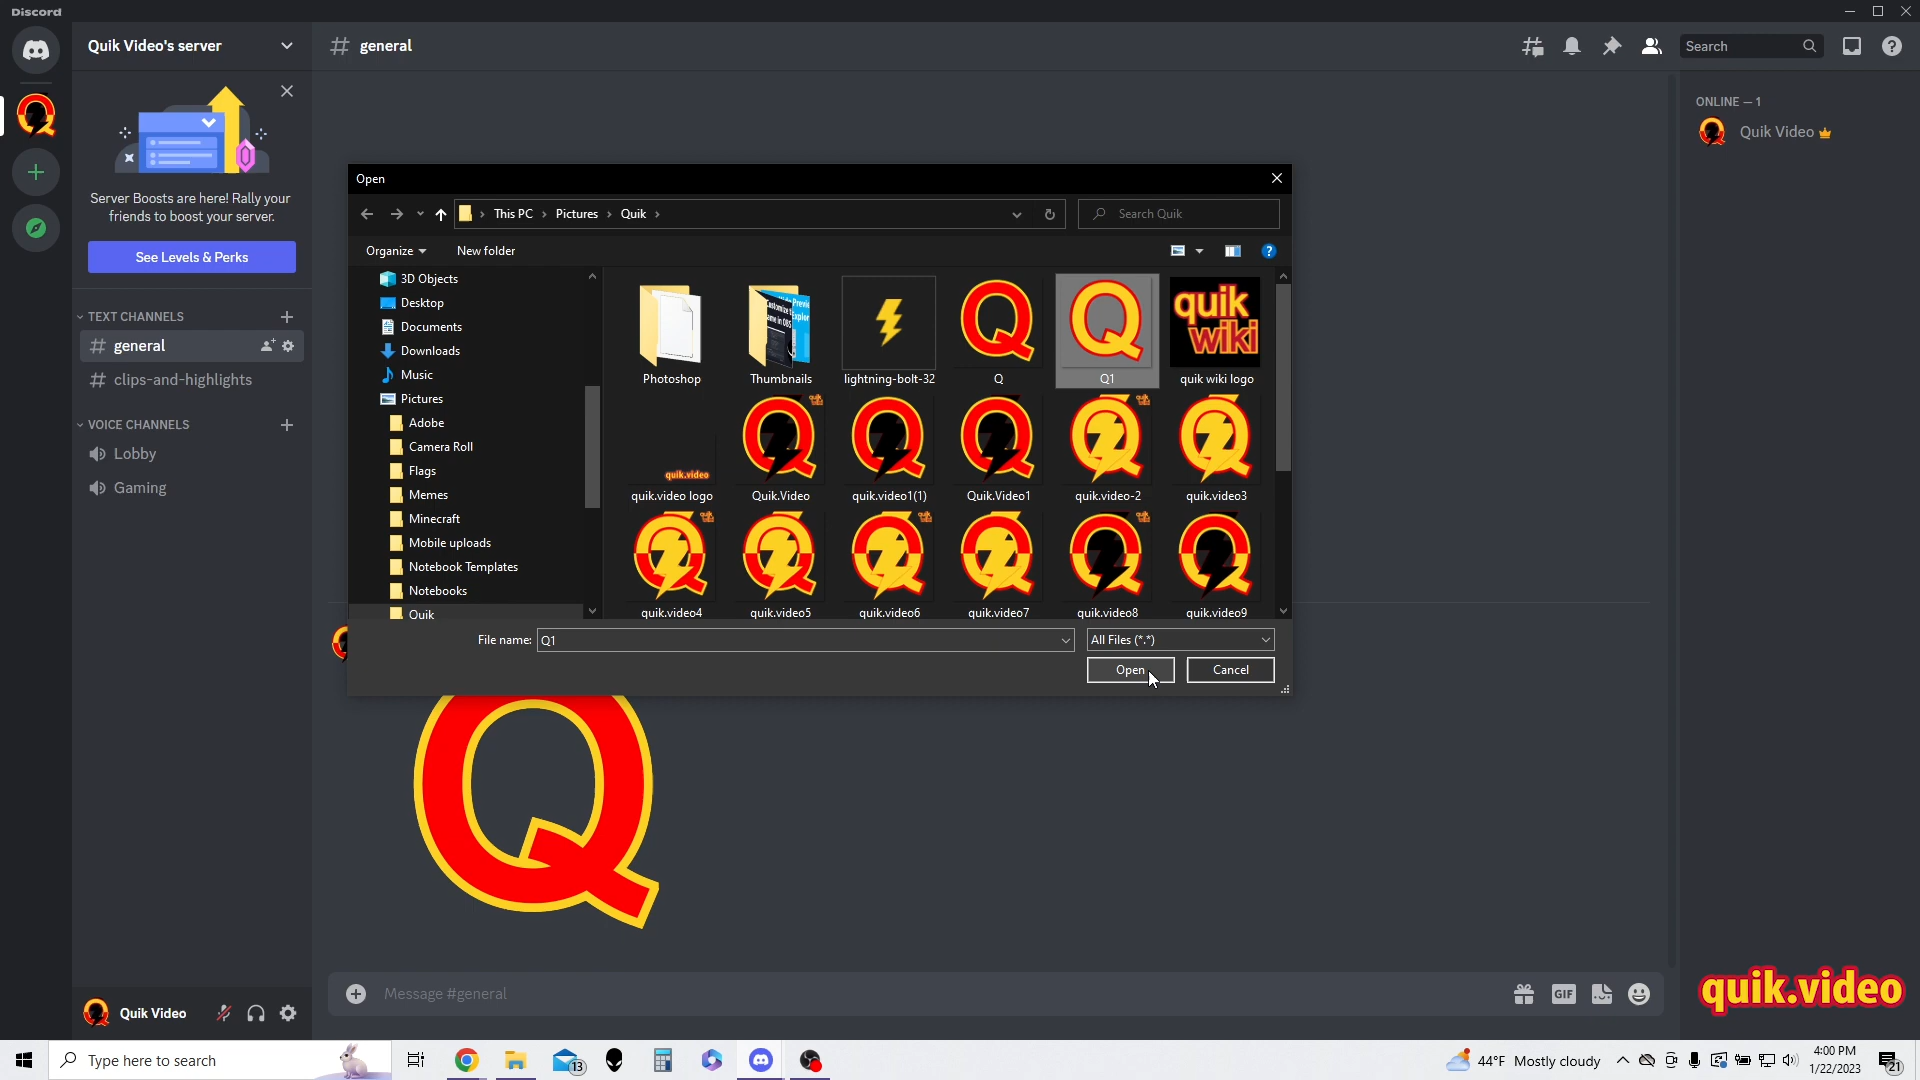 Discord
Quik Video's server
general
Search
Server Boosts are here! Rally your
friends to boost your server.
See Levels & Perks
TEXT CHANNELS
general
clips-and-highlights
VOICE CHANNELS
Lobby
Gaming
ONLINE — 1
Quik Video
Open
This PC
Pictures
Quik
Search Quik
Organize
New folder
3D Objects
Desktop
Documents
Downloads
Music
Pictures
Adobe
Camera Roll
Flags
Memes
Minecraft
Mobile uploads
Notebook Templates
Notebooks
Quik
quik
wiki
Photoshop
Thumbnails
lightning-bolt-32
Q
Q1
quik wiki logo
quik.video
quik.video logo
Quik.Video
quik.video1(1)
Quik.Video1
quik.video-2
quik.video3
quik.video4
quik.video5
quik.video6
quik.video7
quik.video8
quik.video9
File name:
Q1
All Files (*.*)
Open
Cancel
Q
Message #general
GIF
quik.video
Quik Video
Type here to search
13
44°F Mostly cloudy
4:00 PM
1/22/2023
21